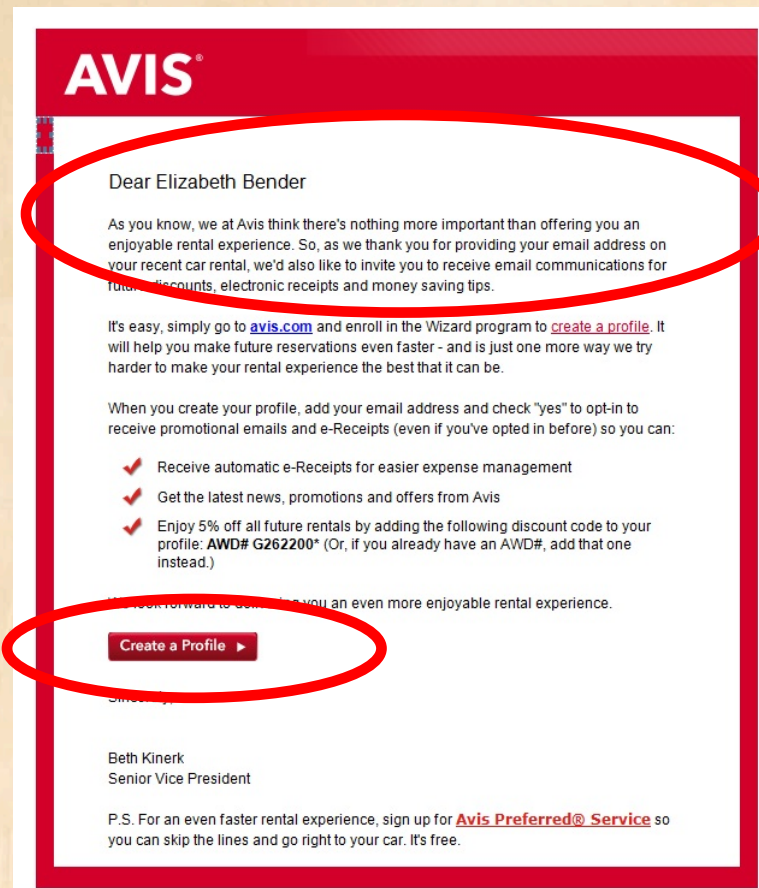 AVIS®
Dear Elizabeth Bender
As you know, we at Avis think there's nothing more important than offering you an
enjoyable rental experience. So, as we thank you for providing your email address on
your recent car rental, we'd also like to invite you to receive email communications for
future discounts, electronic receipts and money saving tips.
It's easy, simply go to avis.com and enroll in the Wizard program to create a profile. It
will help you make future reservations even faster - and is just one more way we try
harder to make your rental experience the best that it can be.
When you create your profile, add your email address and check "yes" to opt-in to
receive promotional emails and e-Receipts (even if you've opted in before) so you can:
Receive automatic e-Receipts for easier expense management
Get the latest news, promotions and offers from Avis
Enjoy 5% off all future rentals by adding the following discount code to your
profile: AWD# G262200* (Or, if you already have an AWD#, add that one
instead.)
We look forward to delivering you an even more enjoyable rental experience.
Create a Profile
Sincerely,
Beth Kinerk
Senior Vice President
P.S. For an even faster rental experience, sign up for Avis Preferred® Service so
you can skip the lines and go right to your car. It's free.